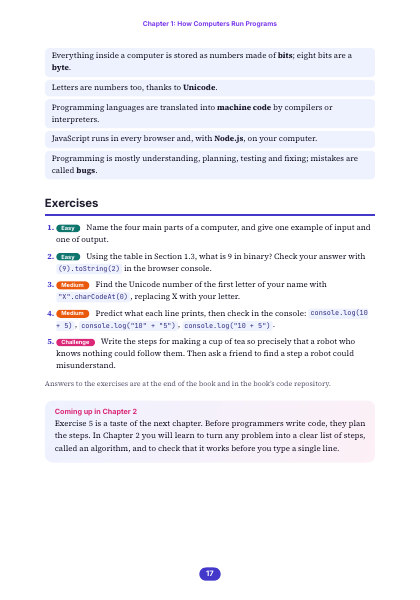 Chapter 1: How Computers Run Programs
Everything inside a computer is stored as numbers made of bits; eight bits are a
byte.
Letters are numbers too, thanks to Unicode.
Programming languages are translated into machine code by compilers or
interpreters.
JavaScript runs in every browser and, with Node.js, on your computer.
Programming is mostly understanding, planning, testing and fixing; mistakes are
called bugs.
Exercises
1. Easy Name the four main parts of a computer, and give one example of input and
one of output.
2. Easy Using the table in Section 1.3, what is 9 in binary? Check your answer with
(9).toString(2) in the browser console.
3. Medium Find the Unicode number of the first letter of your name with
"X".charCodeAt(0), replacing X with your letter.
4. Medium Predict what each line prints, then check in the console: console.log(10
+ 5), console.log("10" + "5"), console.log("10 + 5").
5. Challenge Write the steps for making a cup of tea so precisely that a robot who
knows nothing could follow them. Then ask a friend to find a step a robot could
misunderstand.
Answers to the exercises are at the end of the book and in the book's code repository.
Coming up in Chapter 2
Exercise 5 is a taste of the next chapter. Before programmers write code, they plan
the steps. In Chapter 2 you will learn to turn any problem into a clear list of steps,
called an algorithm, and to check that it works before you type a single line.
17